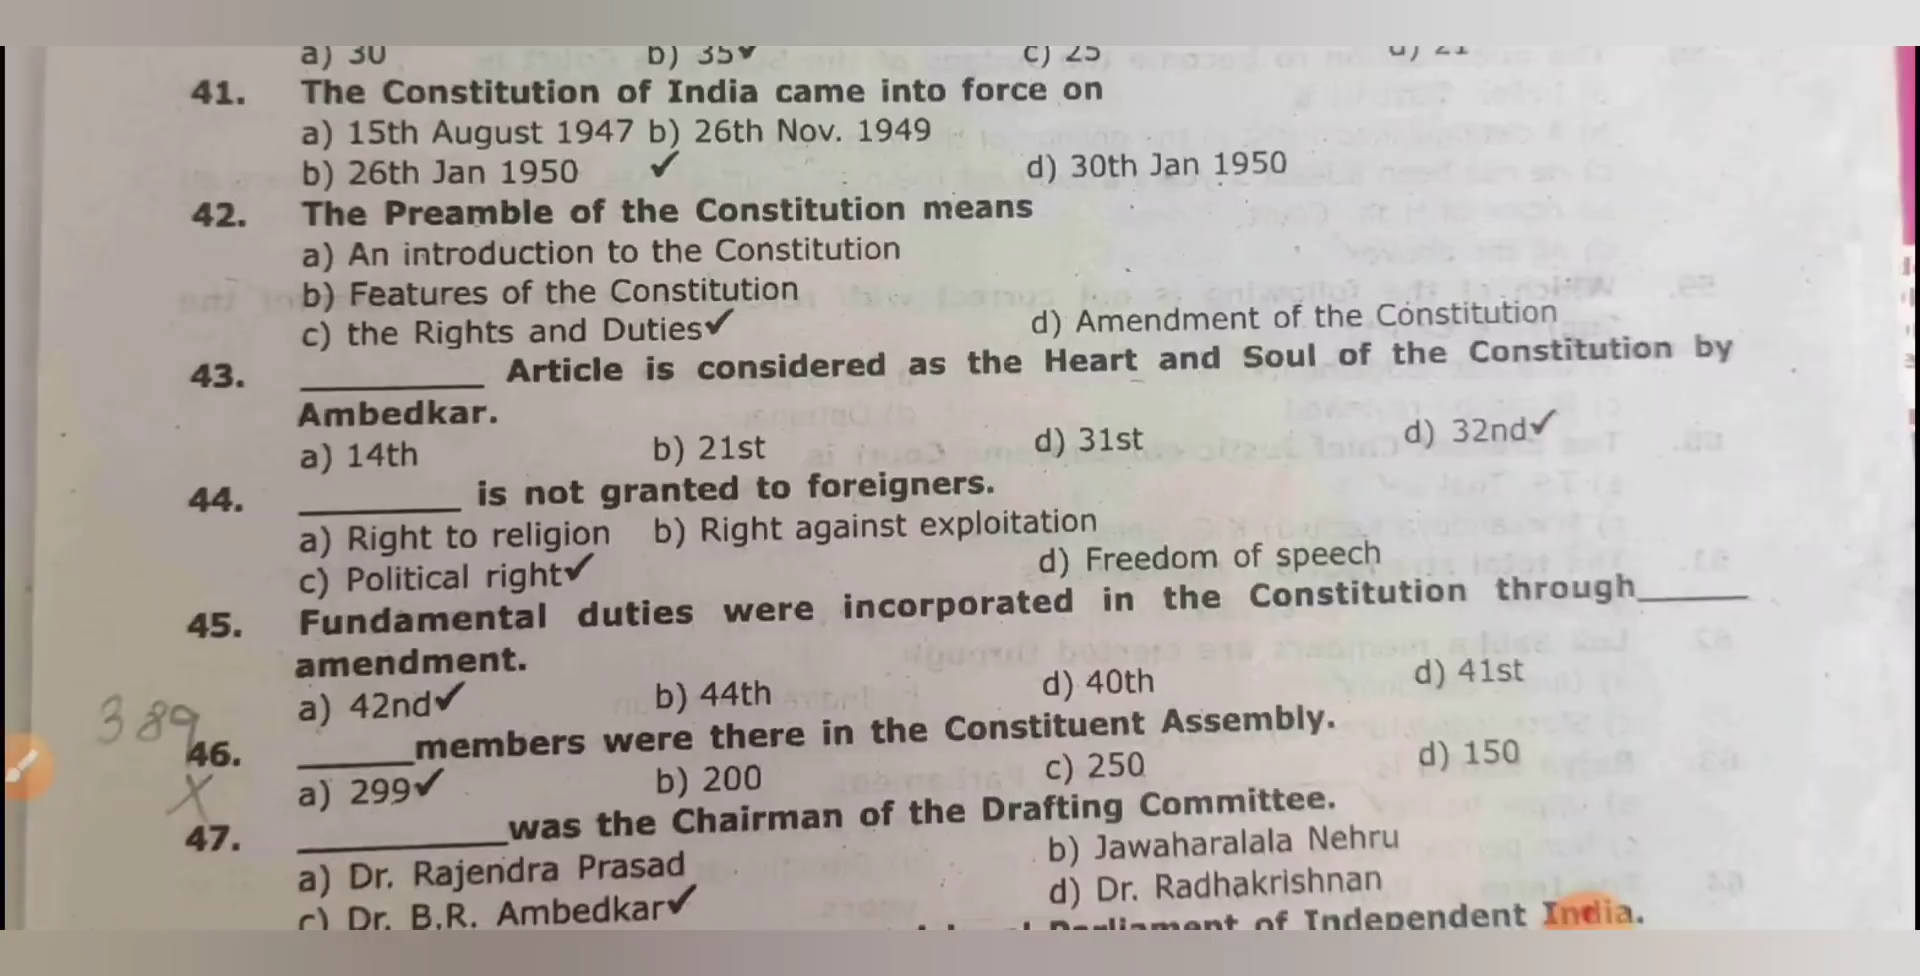 a) 30 b) 35✔ c) 25 d) 21
41. The Constitution of India came into force on
a) 15th August 1947 b) 26th Nov. 1949
b) 26th Jan 1950 ✔ d) 30th Jan 1950
42. The Preamble of the Constitution means
a) An introduction to the Constitution
b) Features of the Constitution
c) the Rights and Duties✔ d) Amendment of the Constitution
43. ________ Article is considered as the Heart and Soul of the Constitution by
Ambedkar.
a) 14th b) 21st d) 31st d) 32nd✔
44. ________ is not granted to foreigners.
a) Right to religion b) Right against exploitation
c) Political right✔ d) Freedom of speech
45. Fundamental duties were incorporated in the Constitution through______
amendment.
a) 42nd✔ b) 44th d) 40th d) 41st
389
46. ______members were there in the Constituent Assembly.
X a) 299✔ b) 200 c) 250 d) 150
47. __________was the Chairman of the Drafting Committee.
a) Dr. Rajendra Prasad b) Jawaharalala Nehru
c) Dr. B.R. Ambedkar✔ d) Dr. Radhakrishnan
Parliament of Independent India.